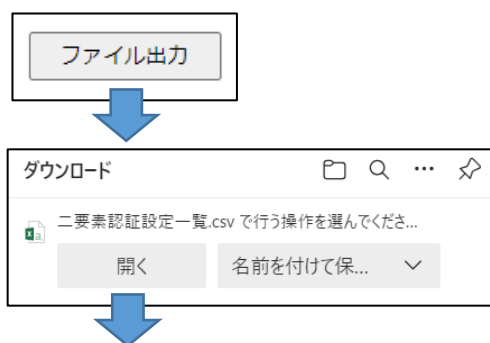 ファイル出力
ダウンロード
二要素認証設定一覧.csv で行う操作を選んでくださ...
開く
名前を付けて保...